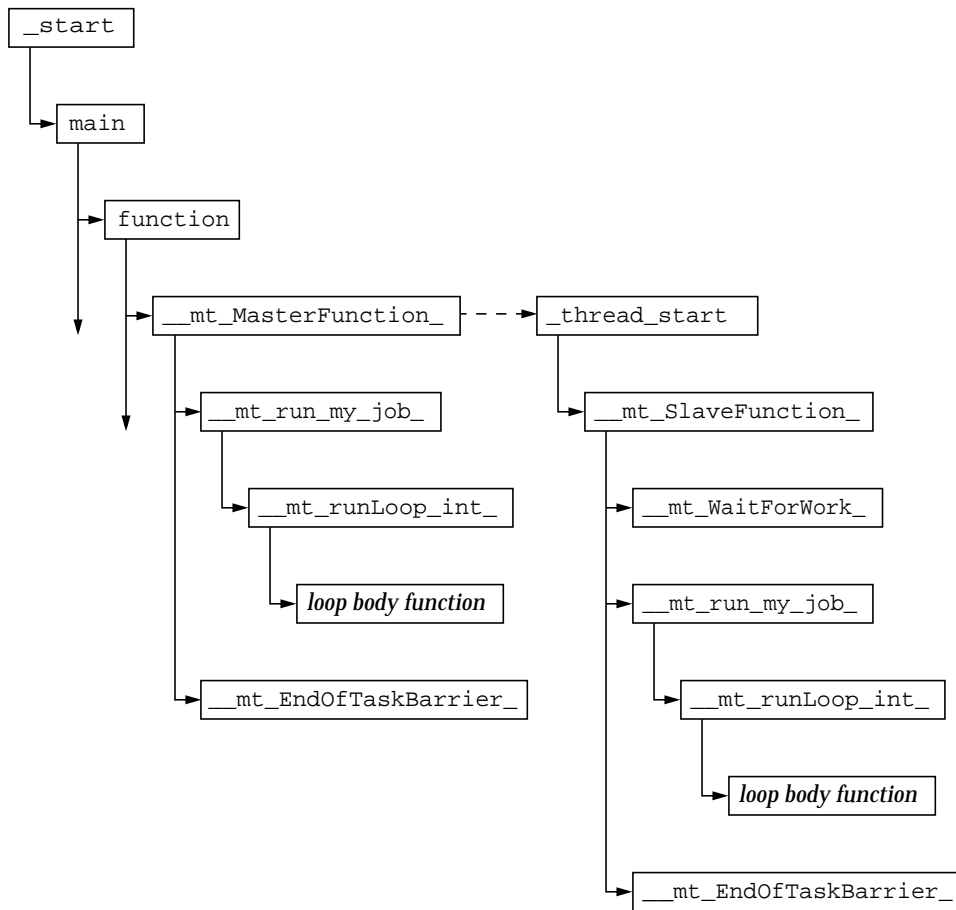 _start
main
function
__mt_MasterFunction_
_thread_start
__mt_run_my_job_
__mt_SlaveFunction_
__mt_runLoop_int_
__mt_WaitForWork_
loop body function
__mt_run_my_job_
__mt_EndOfTaskBarrier_
__mt_runLoop_int_
loop body function
__mt_EndOfTaskBarrier_